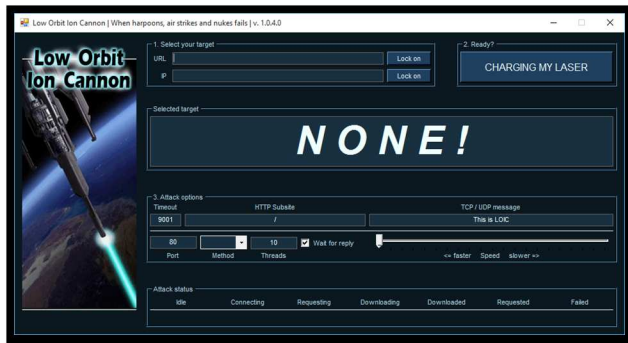 Low Orbit Ion Cannon | When harpoons, air strikes and nukes fails | v. 1.0.4.0
Low Orbit
Ion Cannon
1. Select your target
URL
Lock on
IP
Lock on
2. Ready?
CHARGING MY LASER
Selected target
NONE!
3. Attack options
Timeout HTTP Subsite TCP / UDP message
9001 / This is LOIC
80 10 Wait for reply
Port Method Threads <= faster Speed slower =>
Attack status
Idle Connecting Requesting Downloading Downloaded Requested Failed